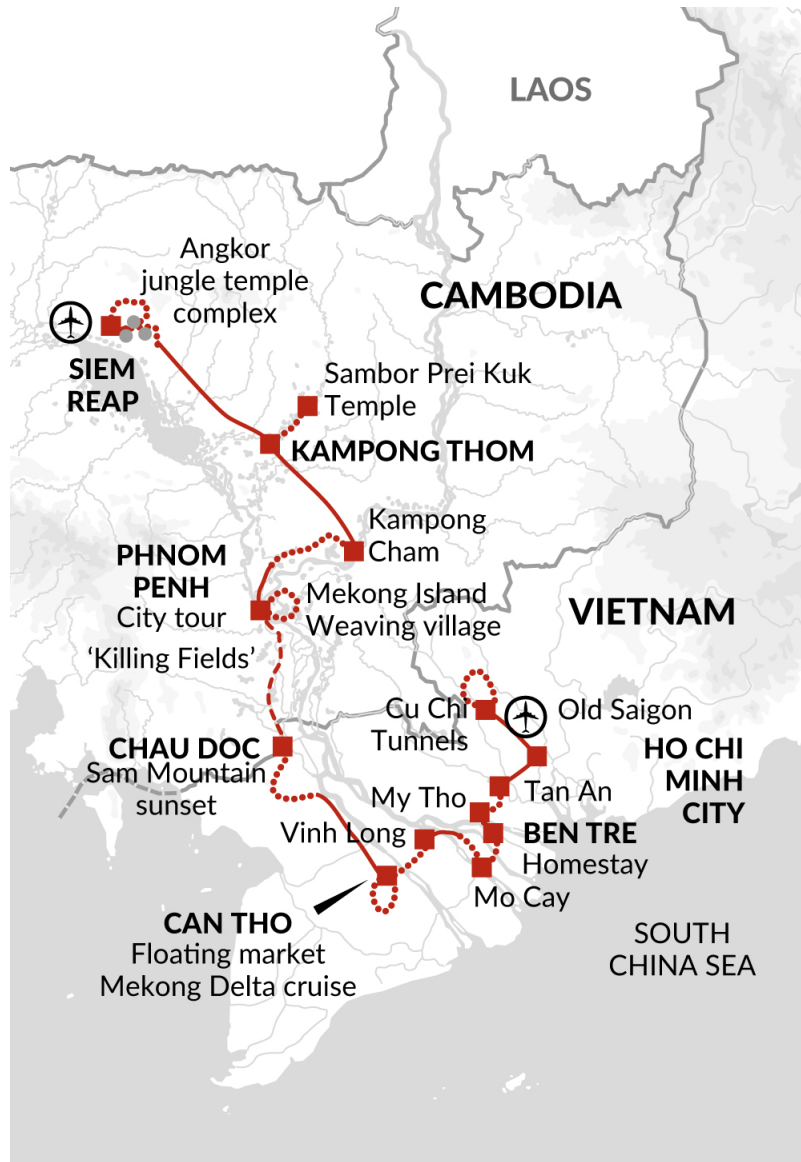 LAOS
Angkor
jungle temple
complex
CAMBODIA
SIEM
REAP
Sambor Prei Kuk
Temple
KAMPONG THOM
Kampong
Cham
PHNOM
PENH
City tour
'Killing Fields'
Mekong Island
Weaving village
VIETNAM
Cu Chi
Tunnels
Old Saigon
HO CHI
MINH
CITY
CHAU DOC
Sam Mountain
sunset
My Tho
Tan An
Vinh Long
BEN TRE
Homestay
Mo Cay
CAN THO
Floating market
Mekong Delta cruise
SOUTH
CHINA SEA